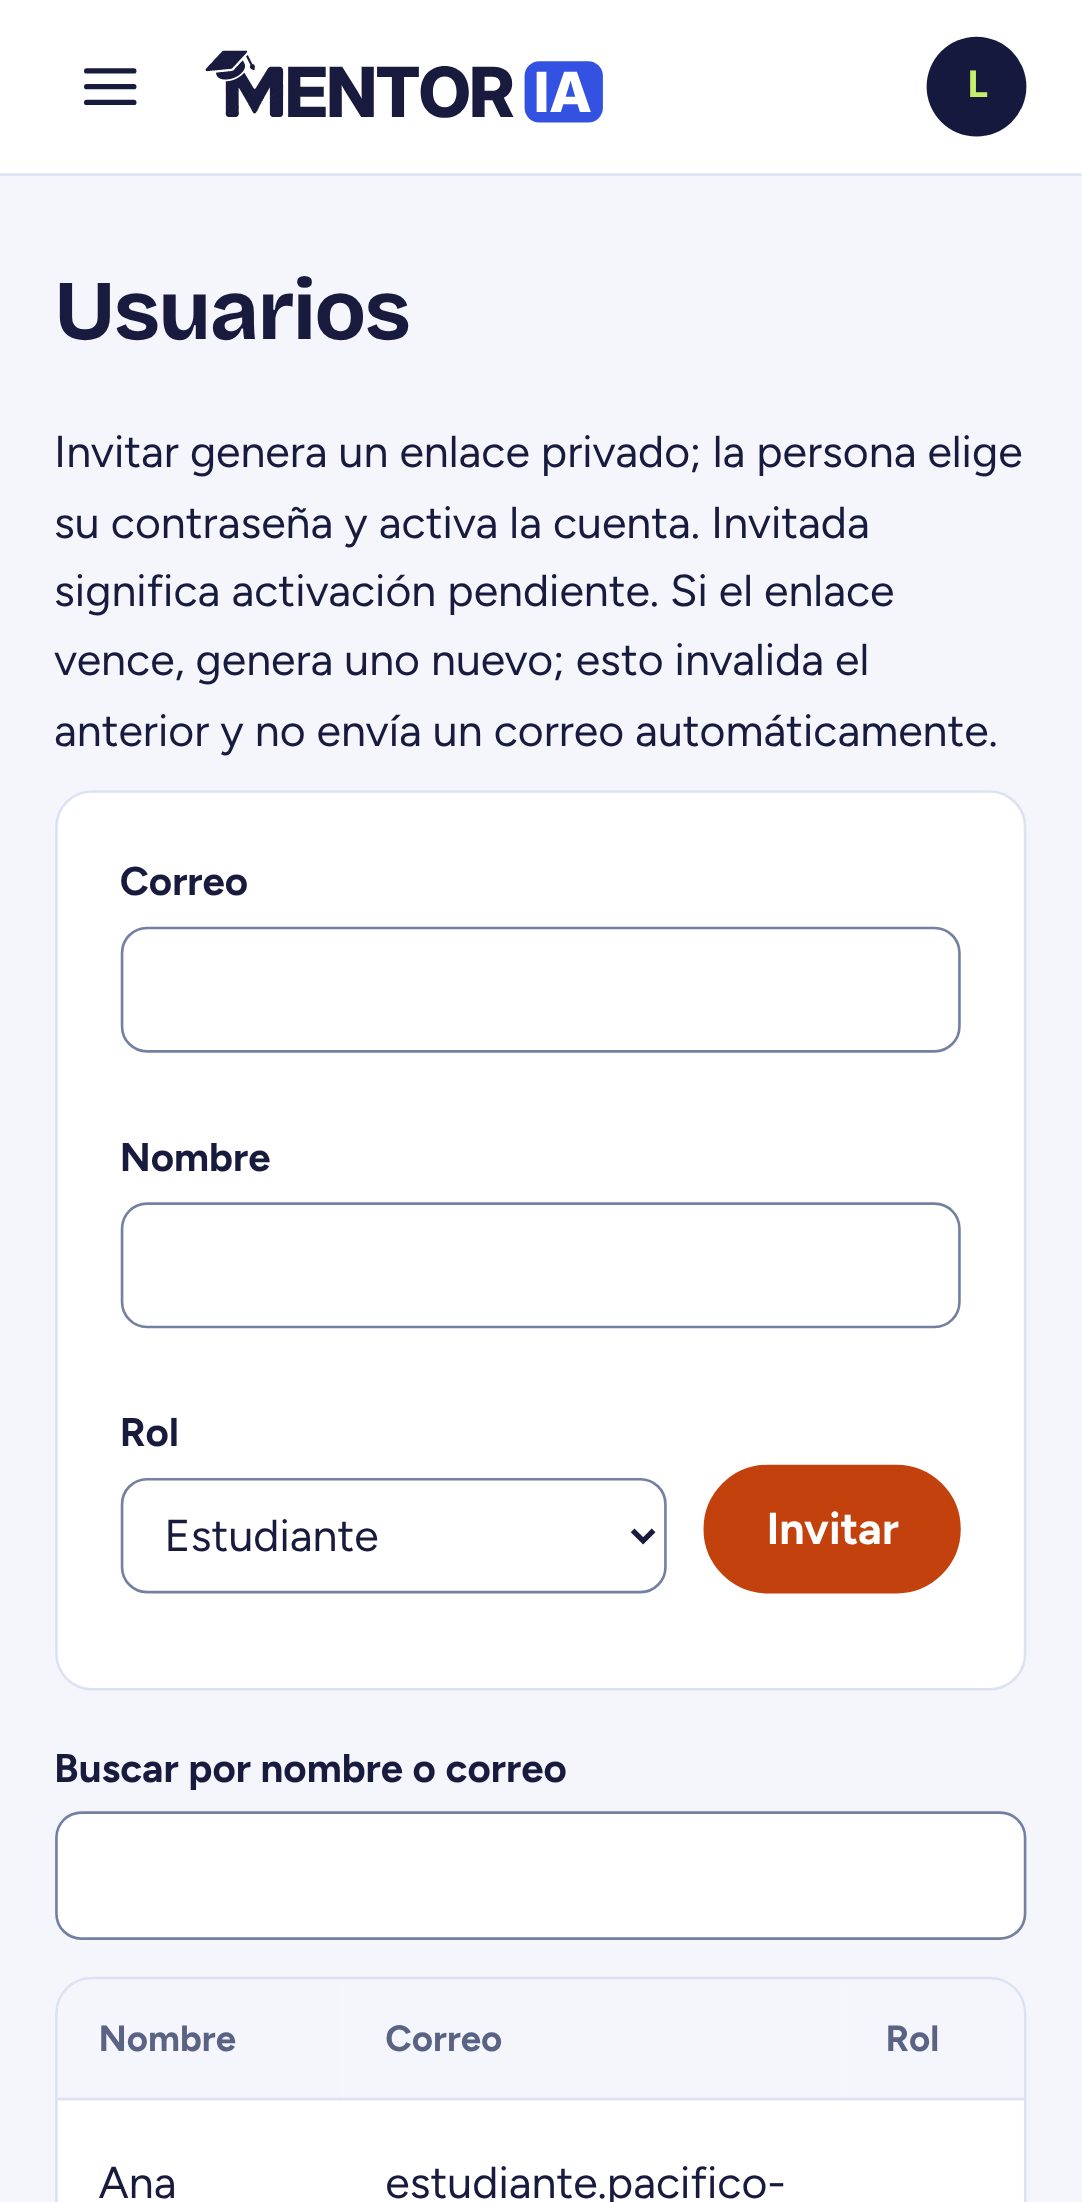 MENTOR IA
L
Usuarios
Invitar genera un enlace privado; la persona elige
su contraseña y activa la cuenta. Invitada
significa activación pendiente. Si el enlace
vence, genera uno nuevo; esto invalida el
anterior y no envía un correo automáticamente.
Correo
Nombre
Rol
Estudiante
Invitar
Buscar por nombre o correo
Nombre Correo Rol
Ana estudiante.pacifico-